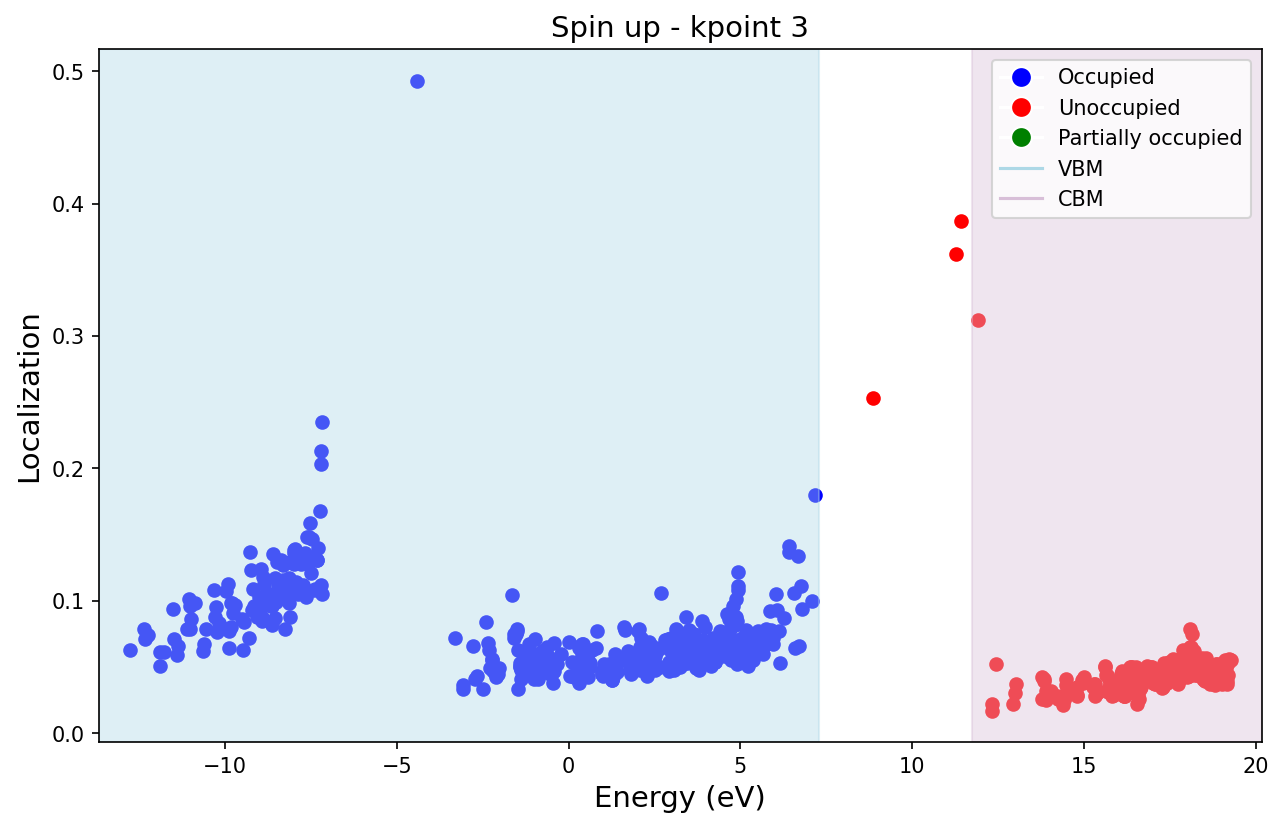 Spin up - kpoint 3
Localization
0.5
0.4
0.3
0.2
0.1
0.0
Occupied
Unoccupied
Partially occupied
VBM
CBM
−10
−5
0
5
10
15
20
Energy (eV)